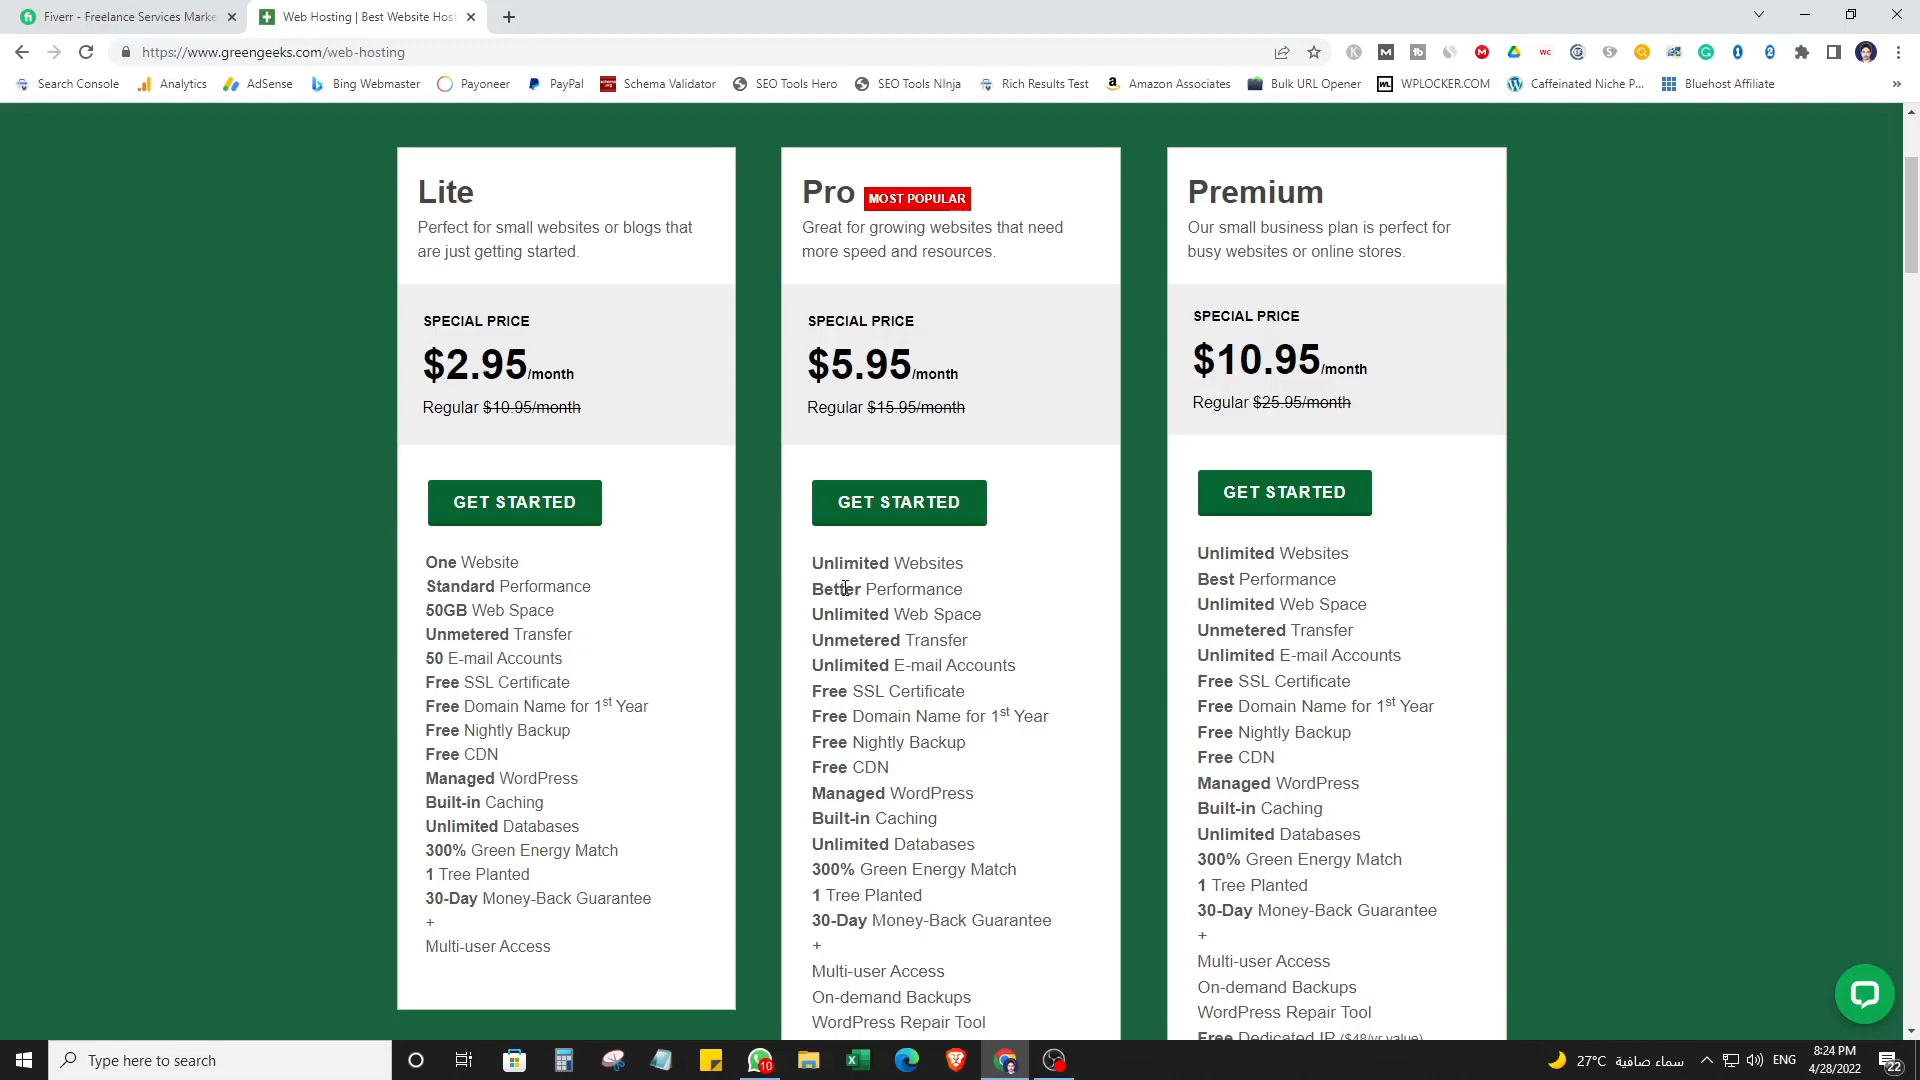 Fiverr - Freelance Services Marke
Web Hosting | Best Website Host
https://www.greengeeks.com/web-hosting
Search Console
Analytics
AdSense
Bing Webmaster
Payoneer
PayPal
Schema Validator
SEO Tools Hero
SEO Tools NInja
Rich Results Test
Amazon Associates
Bulk URL Opener
WPLOCKER.COM
Caffeinated Niche P...
Bluehost Affiliate
Lite
Perfect for small websites or blogs that
are just getting started.
SPECIAL PRICE
$2.95/month
Regular $10.95/month
GET STARTED
One Website
Standard Performance
50GB Web Space
Unmetered Transfer
50 E-mail Accounts
Free SSL Certificate
Free Domain Name for 1st Year
Free Nightly Backup
Free CDN
Managed WordPress
Built-in Caching
Unlimited Databases
300% Green Energy Match
1 Tree Planted
30-Day Money-Back Guarantee
+
Multi-user Access
Pro MOST POPULAR
Great for growing websites that need
more speed and resources.
SPECIAL PRICE
$5.95/month
Regular $15.95/month
GET STARTED
Unlimited Websites
Better Performance
Unlimited Web Space
Unmetered Transfer
Unlimited E-mail Accounts
Free SSL Certificate
Free Domain Name for 1st Year
Free Nightly Backup
Free CDN
Managed WordPress
Built-in Caching
Unlimited Databases
300% Green Energy Match
1 Tree Planted
30-Day Money-Back Guarantee
+
Multi-user Access
On-demand Backups
WordPress Repair Tool
Premium
Our small business plan is perfect for
busy websites or online stores.
SPECIAL PRICE
$10.95/month
Regular $25.95/month
GET STARTED
Unlimited Websites
Best Performance
Unlimited Web Space
Unmetered Transfer
Unlimited E-mail Accounts
Free SSL Certificate
Free Domain Name for 1st Year
Free Nightly Backup
Free CDN
Managed WordPress
Built-in Caching
Unlimited Databases
300% Green Energy Match
1 Tree Planted
30-Day Money-Back Guarantee
+
Multi-user Access
On-demand Backups
WordPress Repair Tool
Free Dedicated IP ($48/yr value)
Type here to search
10
27°C سماء صافية
ENG
8:24 PM
4/28/2022
22